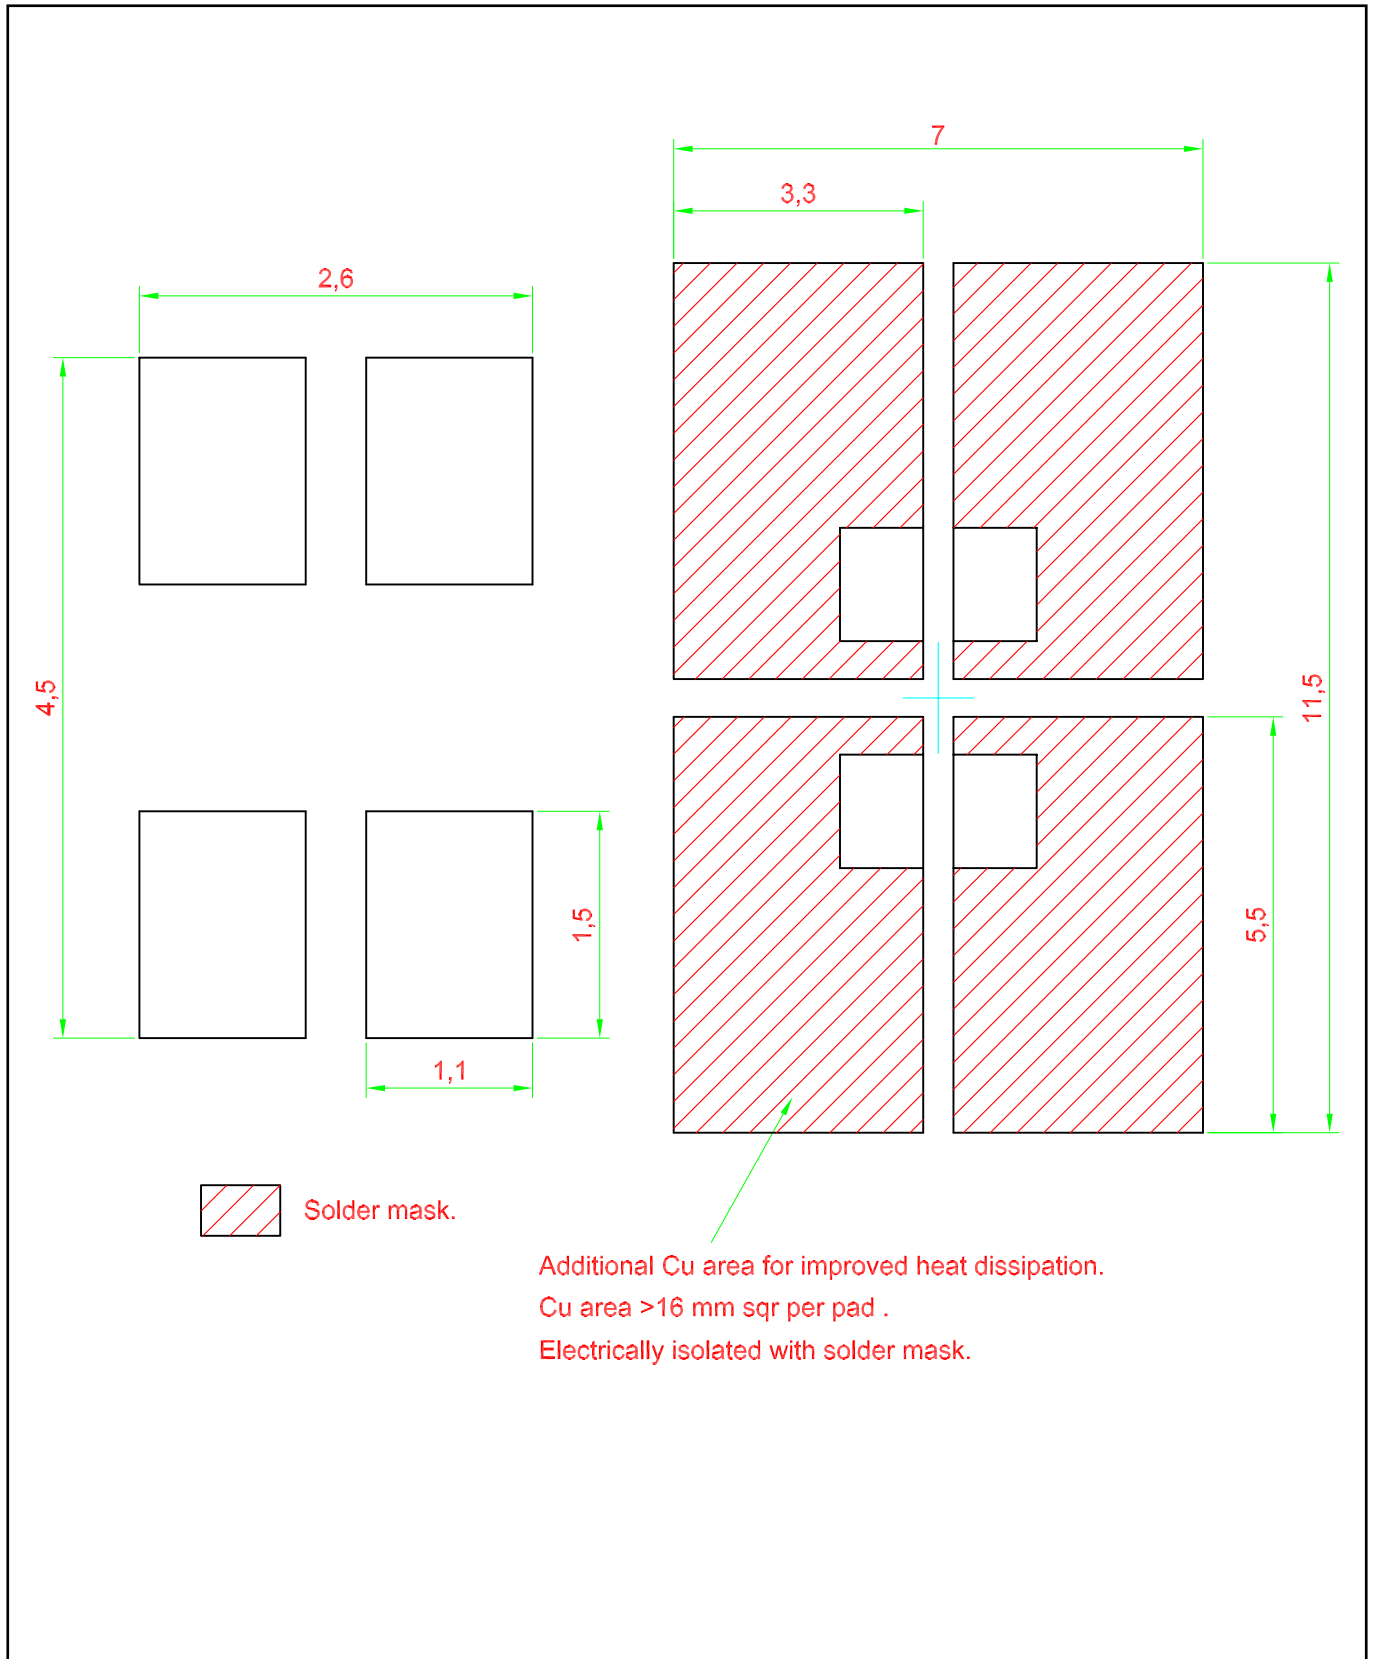 7
3,3
2,6
4,5
11,5
5,5
1,5
1,1
Solder mask.
Additional Cu area for improved heat dissipation.
Cu area >16 mm sqr per pad .
Electrically isolated with solder mask.